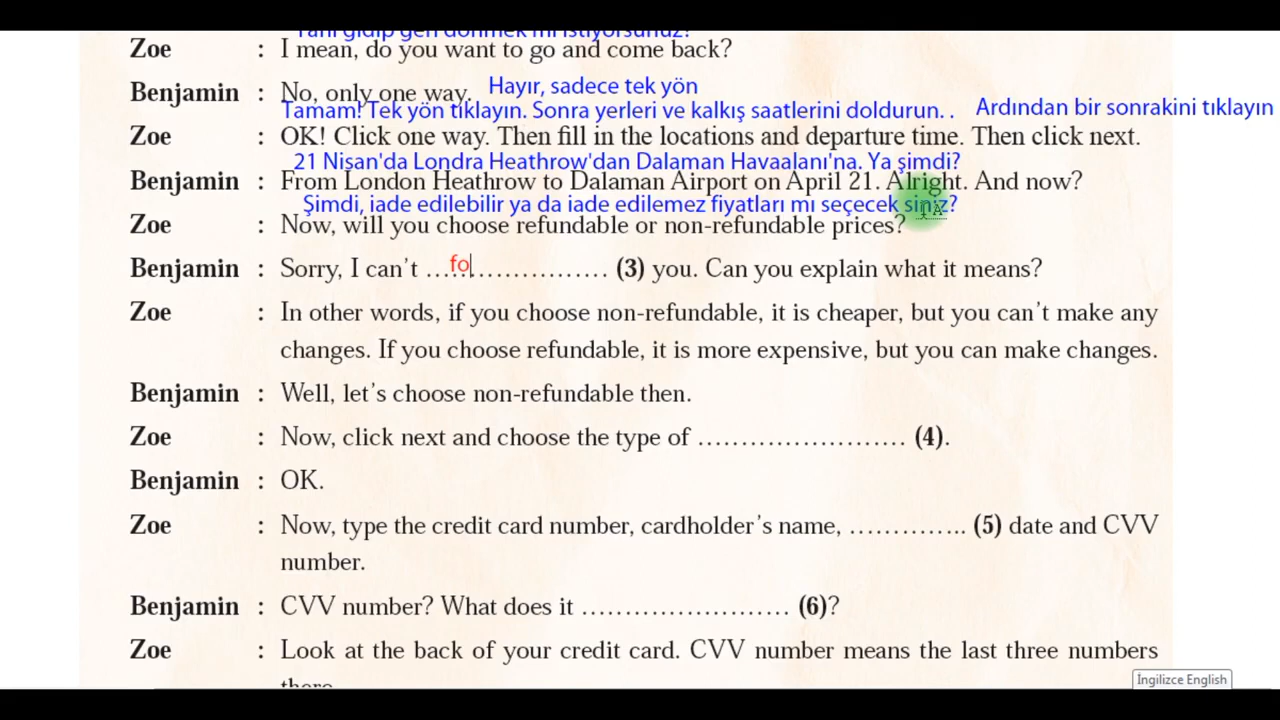 Yani gidip geri dönmek mi istiyorsunuz?
Zoe : I mean, do you want to go and come back?
Benjamin : No, only one way. Hayır, sadece tek yön
Tamam! Tek yön tıklayın. Sonra yerleri ve kalkış saatlerini doldurun. . Ardından bir sonrakini tıklayın
Zoe : OK! Click one way. Then fill in the locations and departure time. Then click next.
21 Nisan'da Londra Heathrow'dan Dalaman Havaalanı'na. Ya şimdi?
Benjamin : From London Heathrow to Dalaman Airport on April 21. Alright. And now?
Şimdi, iade edilebilir ya da iade edilemez fiyatları mı seçecek siniz?
Zoe : Now, will you choose refundable or non-refundable prices?
Benjamin : Sorry, I can't ...fo.................. (3) you. Can you explain what it means?
Zoe : In other words, if you choose non-refundable, it is cheaper, but you can't make any
changes. If you choose refundable, it is more expensive, but you can make changes.
Benjamin : Well, let's choose non-refundable then.
Zoe : Now, click next and choose the type of ........................ (4).
Benjamin : OK.
Zoe : Now, type the credit card number, cardholder's name, .............. (5) date and CVV
number.
Benjamin : CVV number? What does it ........................ (6)?
Zoe : Look at the back of your credit card. CVV number means the last three numbers
there.
İngilizce English